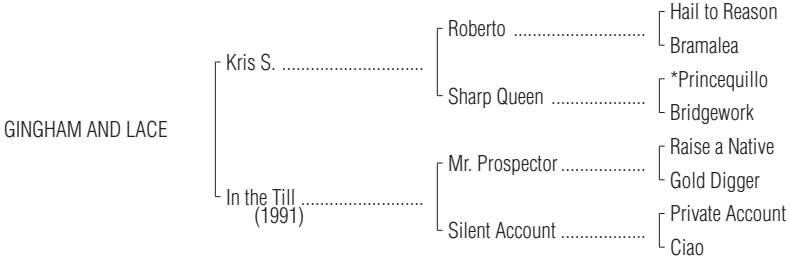 Hail to Reason
Roberto ............................
Bramalea
Kris S. ..............................
*Princequillo
Sharp Queen ....................
Bridgework
GINGHAM AND LACE
Raise a Native
Mr. Prospector ..................
Gold Digger
In the Till ..........................
(1991)
Private Account
Silent Account ..................
Ciao